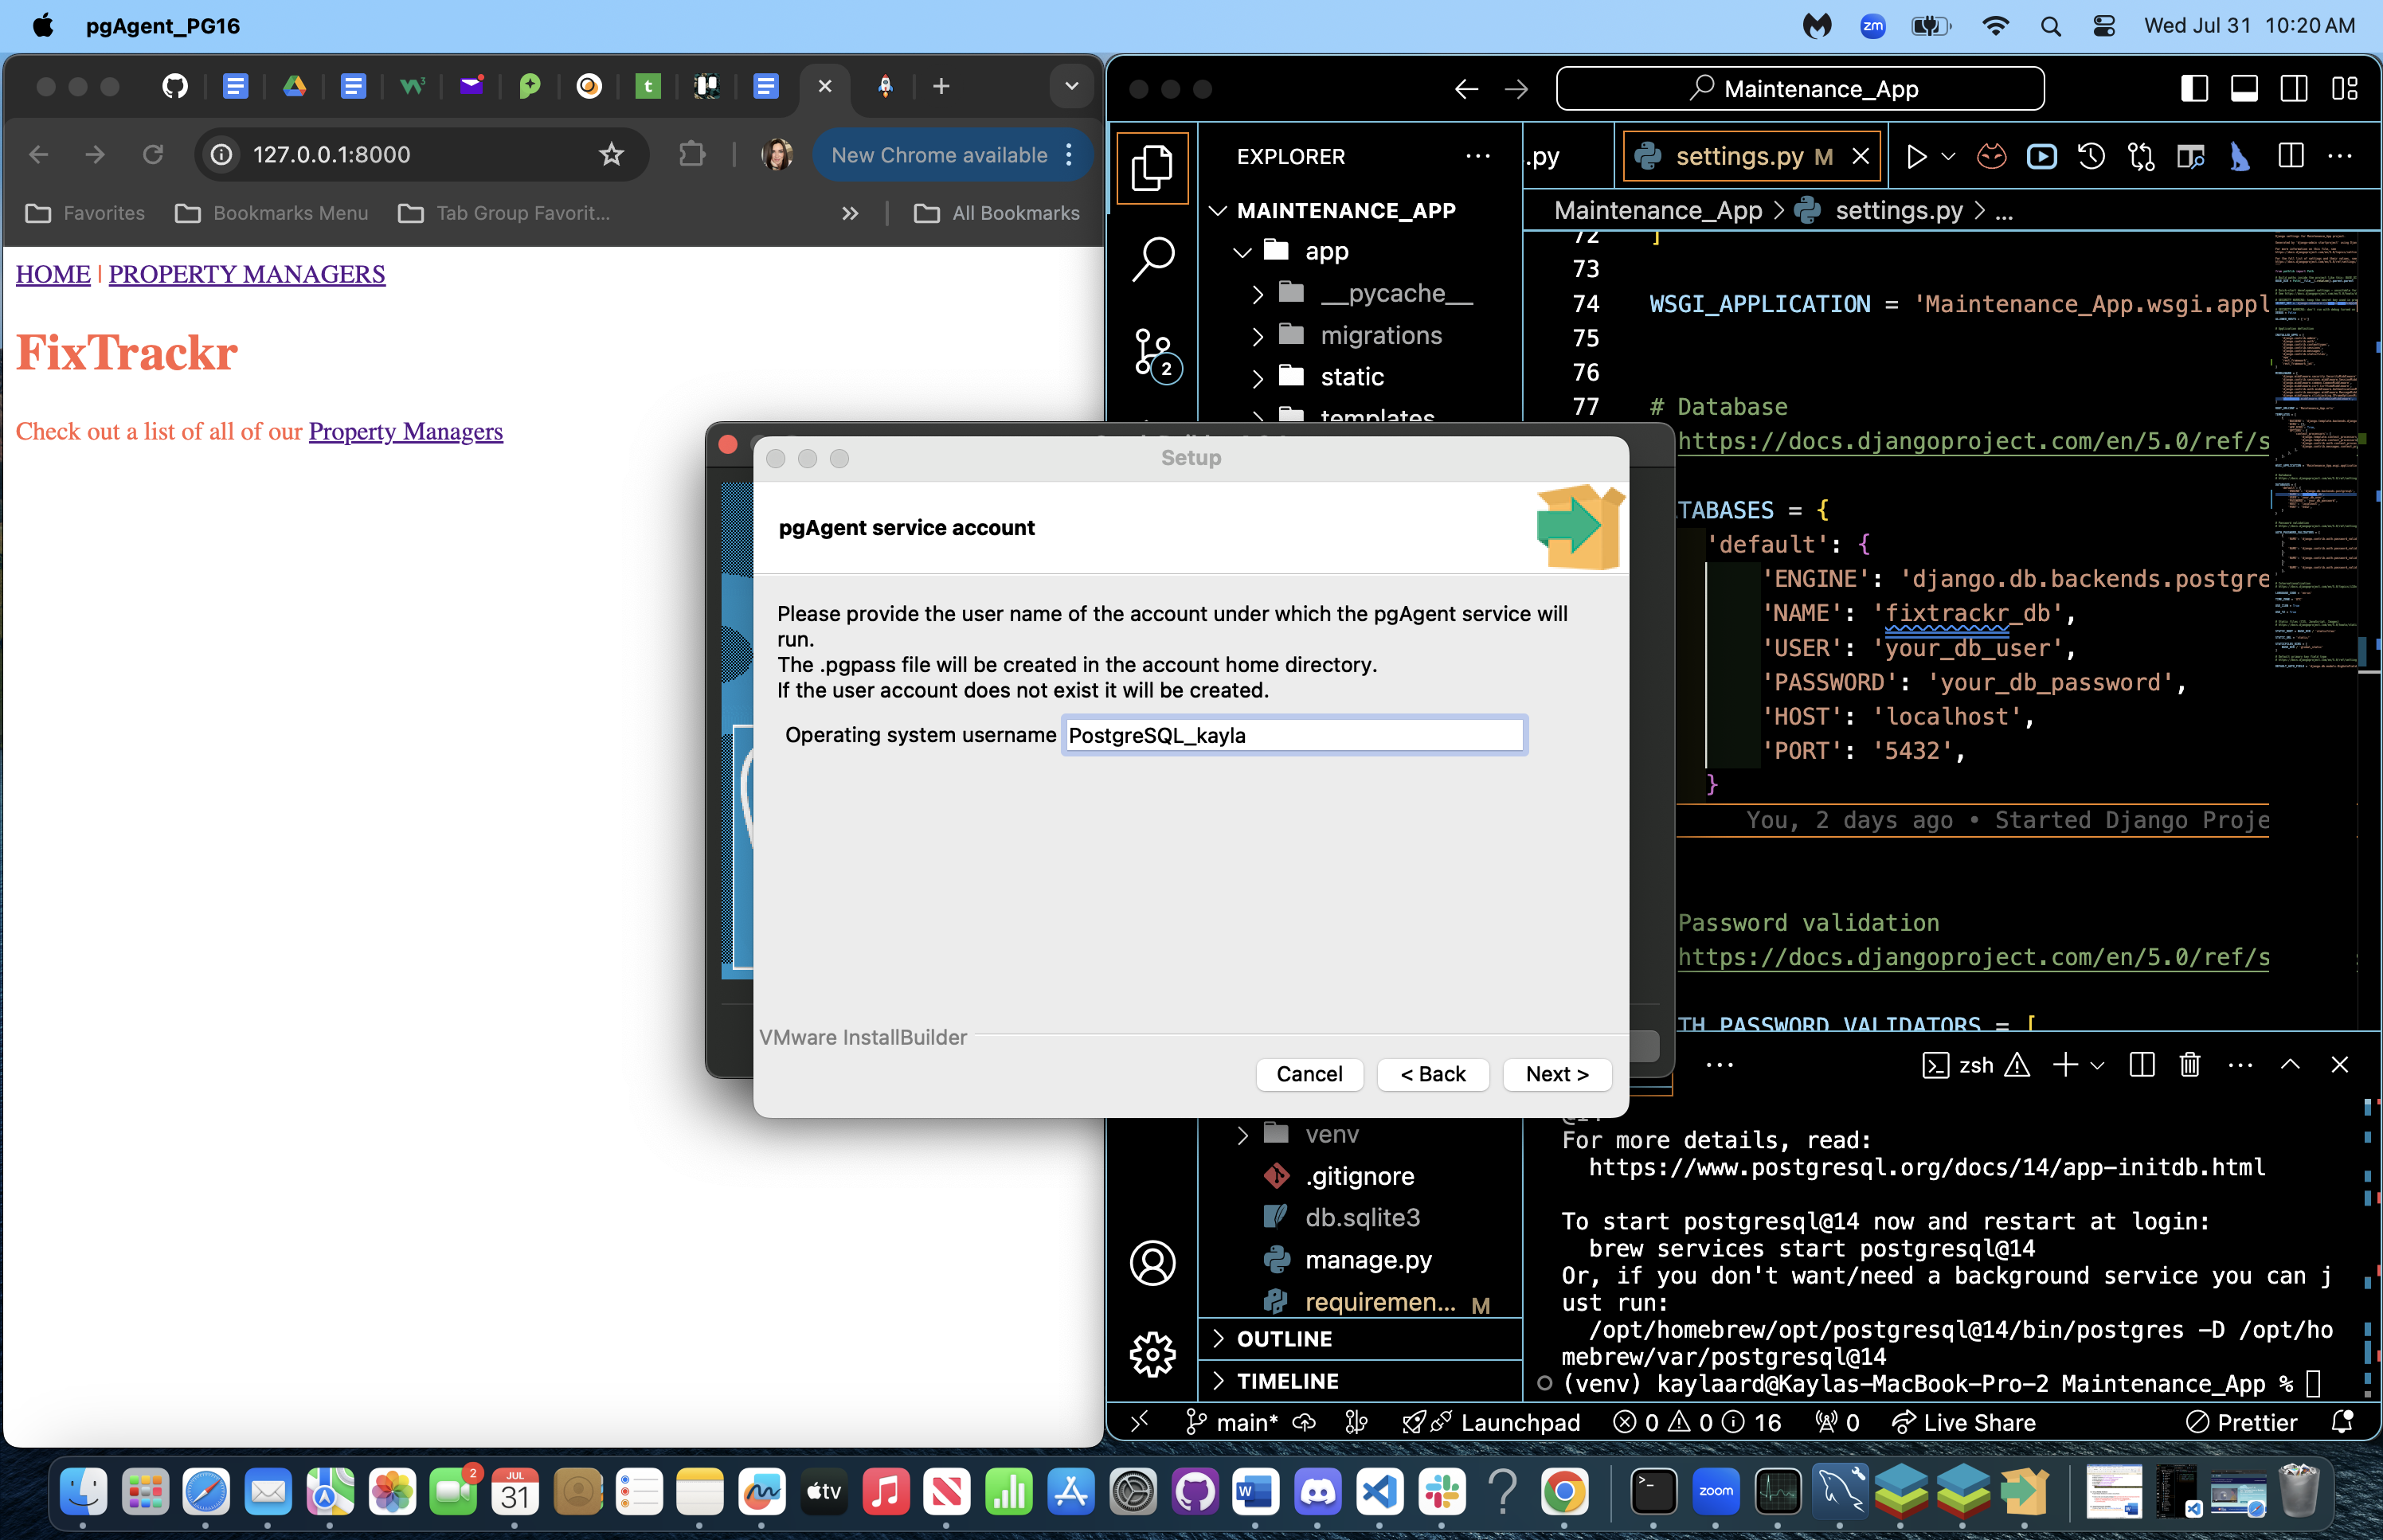 pgAgent_PG16
Wed Jul 31 10:20 AM
127.0.0.1:8000
New Chrome available
Favorites
Bookmarks Menu
Tab Group Favorit...
All Bookmarks
HOME | PROPERTY MANAGERS
FixTrackr
Check out a list of all of our Property Managers
Maintenance_App
EXPLORER
MAINTENANCE_APP
app
__pycache__
migrations
static
templates
venv
.gitignore
db.sqlite3
manage.py
requiremen... M
OUTLINE
TIMELINE
.py
settings.py M
Maintenance_App > settings.py > ...
72 ]
73
74 WSGI_APPLICATION = 'Maintenance_App.wsgi.appl
75
76
77 # Database
https://docs.djangoproject.com/en/5.0/ref/s
TABASES = {
'default': {
'ENGINE': 'django.db.backends.postgre
'NAME': 'fixtrackr_db',
'USER': 'your_db_user',
'PASSWORD': 'your_db_password',
'HOST': 'localhost',
'PORT': '5432',
}
You, 2 days ago • Started Django Proje
Password validation
https://docs.djangoproject.com/en/5.0/ref/s
TH_PASSWORD_VALIDATORS = [
Setup
pgAgent service account
Please provide the user name of the account under which the pgAgent service will
run.
The .pgpass file will be created in the account home directory.
If the user account does not exist it will be created.
Operating system username PostgreSQL_kayla
VMware InstallBuilder
Cancel
< Back
Next >
zsh
@14
For more details, read:
https://www.postgresql.org/docs/14/app-initdb.html
To start postgresql@14 now and restart at login:
brew services start postgresql@14
Or, if you don't want/need a background service you can j
ust run:
/opt/homebrew/opt/postgresql@14/bin/postgres -D /opt/ho
mebrew/var/postgresql@14
(venv) kaylaard@Kaylas-MacBook-Pro-2 Maintenance_App %
2
main*
Launchpad
0
0
16
0
Live Share
Prettier
2
JUL
31
tv
zoom
zm